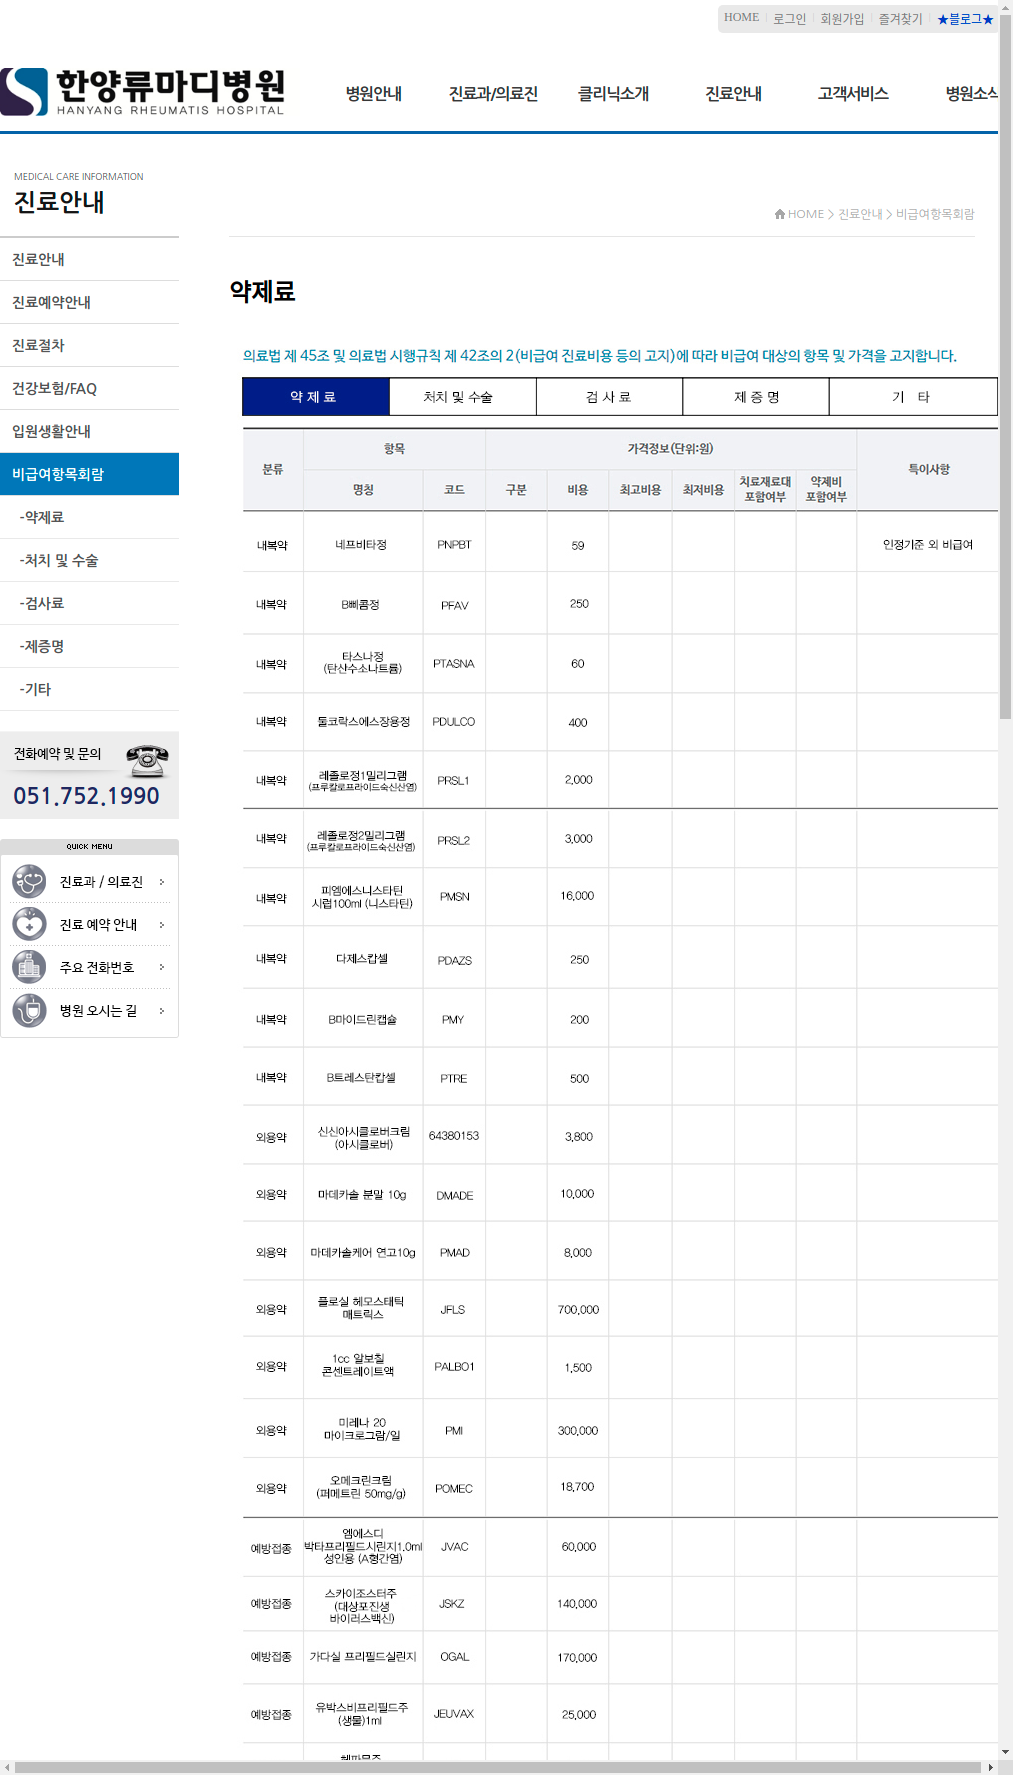 HOME 로그인 회원가입 즐겨찾기 ★블로그★
한양류마디병원
HANYANG RHEUMATIS HOSPITAL
병원안내 진료과/의료진 클리닉소개 진료안내 고객서비스 병원소식
MEDICAL CARE INFORMATION
진료안내
HOME > 진료안내 > 비급여항목회람
진료안내
진료예약안내
진료절차
건강보험/FAQ
입원생활안내
비급여항목회람
-약제료
-처치 및 수술
-검사료
-제증명
-기타
전화예약 및 문의
051.752.1990
QUICK MENU
진료과 / 의료진
진료 예약 안내
주요 전화번호
병원 오시는 길
약제료
의료법 제 45조 및 의료법 시행규칙 제 42조의 2(비급여 진료비용 등의 고지)에 따라 비급여 대상의 항목 및 가격을 고지합니다.
약 제 료 처치 및 수술 검 사 료 제 증 명 기 타
분류 항목 가격정보(단위:원) 특이사항
명칭 코드 구분 비용 최고비용 최저비용 치료재료대 포함여부 약제비 포함여부
내복약 네프비타정 PNPBT 59 인정기준 외 비급여
내복약 B삐콤정 PFAV 250
내복약 타스나정 (탄산수소나트륨) PTASNA 60
내복약 둘코락스에스장용정 PDULCO 400
내복약 레졸로정1밀리그램 (프루칼로프라이드숙신산염) PRSL1 2,000
내복약 레졸로정2밀리그램 (프루칼로프라이드숙신산염) PRSL2 3,000
내복약 피엠에스니스타틴 시럽100ml (니스타틴) PMSN 16,000
내복약 다제스캅셀 PDAZS 250
내복약 B마이드린캡슐 PMY 200
내복약 B트레스탄캅셀 PTRE 500
외용약 신신아시클로버크림 (아시클로버) 64380153 3,800
외용약 마데카솔 분말 10g DMADE 10,000
외용약 마데카솔케어 연고10g PMAD 8,000
외용약 플로실 헤모스태틱 매트릭스 JFLS 700,000
외용약 1cc 알보칠 콘센트레이트액 PALBO1 1,500
외용약 미레나 20 마이크로그람/일 PMI 300,000
외용약 오메크린크림 (퍼메트린 50mg/g) POMEC 18,700
예방접종 엠에스디 박타프리필드시린지1.0ml 성인용 (A형간염) JVAC 60,000
예방접종 스카이조스터주 (대상포진생 바이러스백신) JSKZ 140,000
예방접종 가다실 프리필드실린지 OGAL 170,000
예방접종 유박스비프리필드주 (생물)1ml JEUVAX 25,000